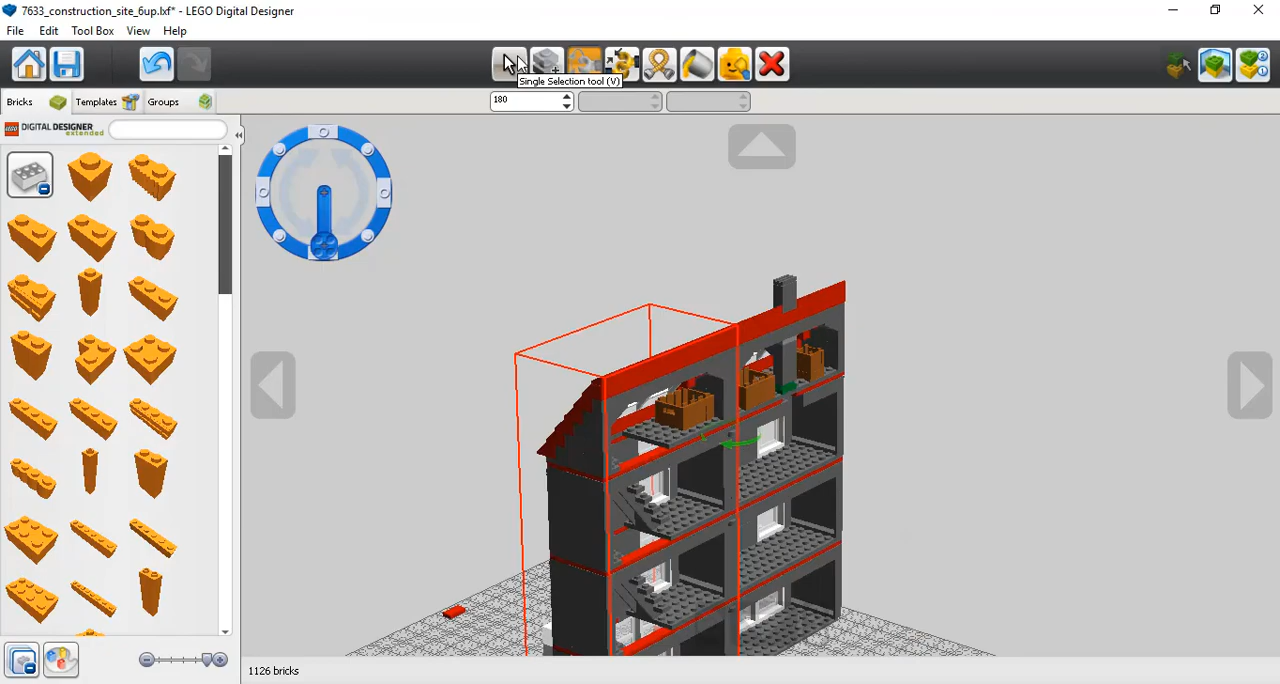 7633_construction_site_6up.lxf* - LEGO Digital Designer
File Edit Tool Box View Help
Single Selection tool (V)
Bricks Templates Groups
180
LEGO DIGITAL DESIGNER
extended
1126 bricks